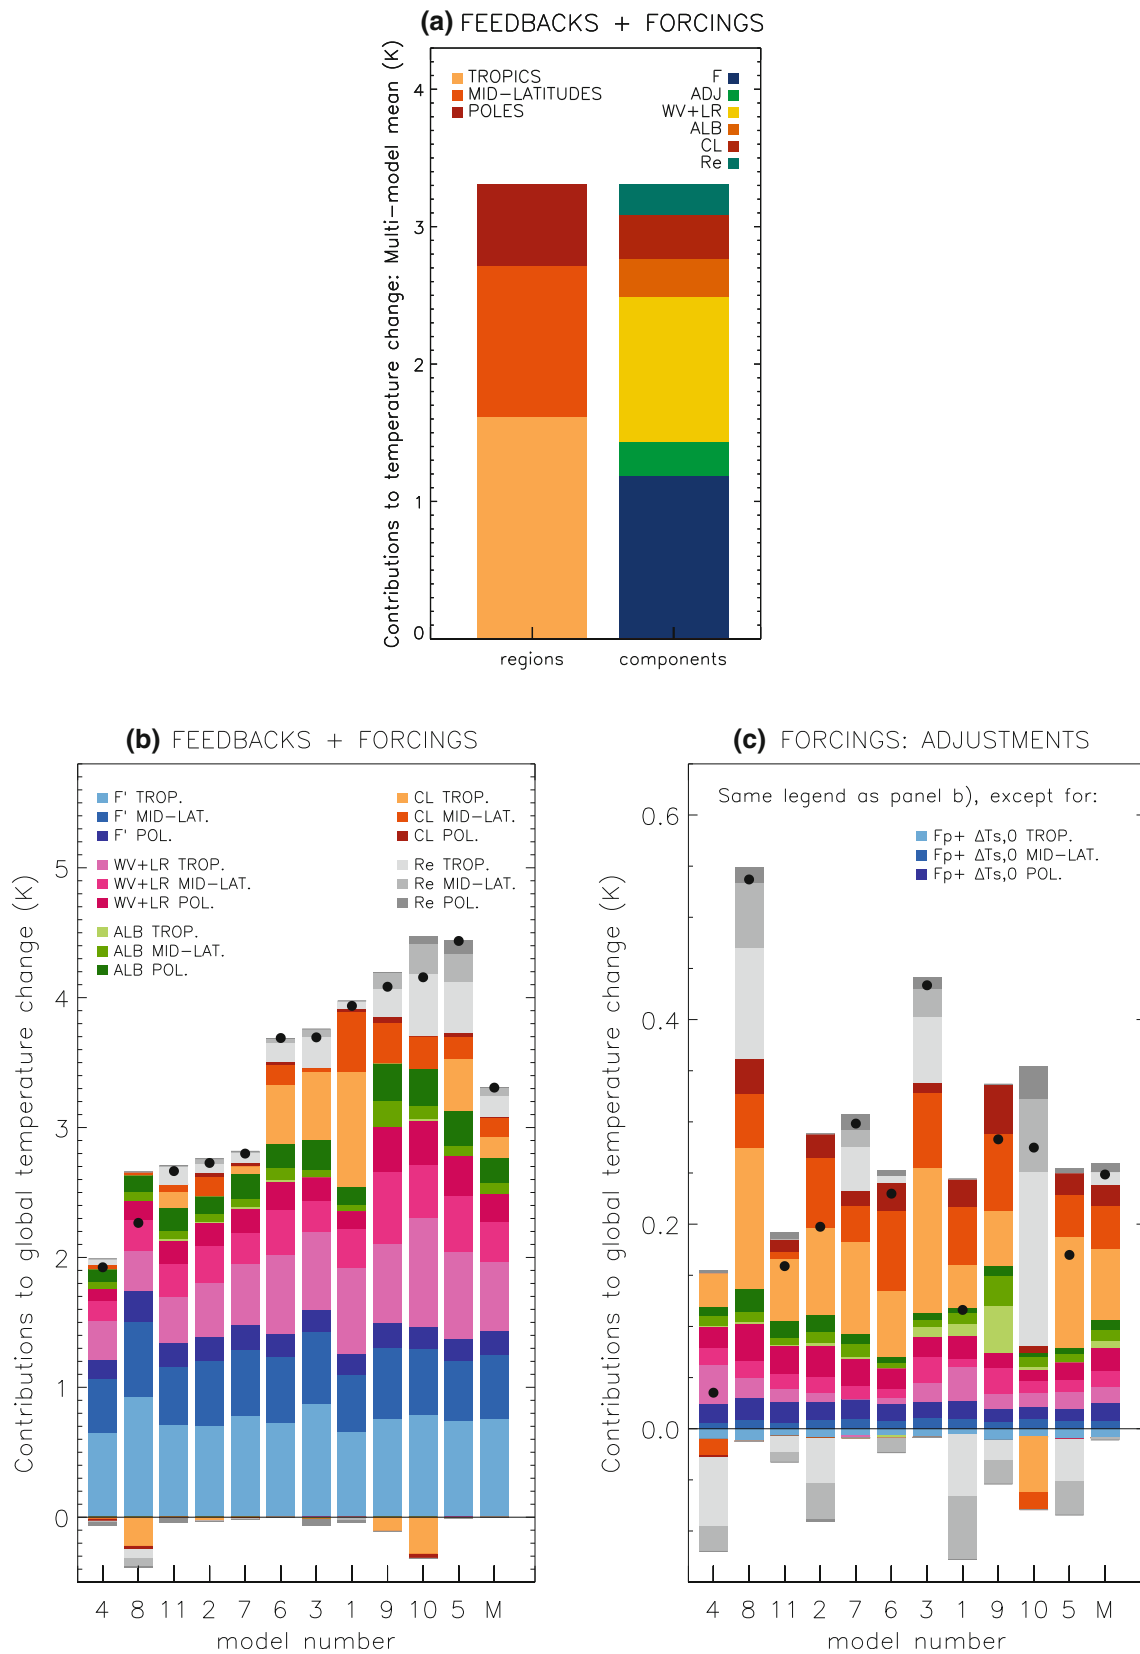 (a) FEEDBACKS + FORCINGS
Contributions to temperature change: Multi-model mean (K)
4
3
2
1
0
TROPICS
MID-LATITUDES
POLES
F
ADJ
WV+LR
ALB
CL
Re
regions
components
(b) FEEDBACKS + FORCINGS
Contributions to global temperature change (K)
5
4
3
2
1
0
F' TROP.
F' MID-LAT.
F' POL.
WV+LR TROP.
WV+LR MID-LAT.
WV+LR POL.
ALB TROP.
ALB MID-LAT.
ALB POL.
CL TROP.
CL MID-LAT.
CL POL.
Re TROP.
Re MID-LAT.
Re POL.
4 8 11 2 7 6 3 1 9 10 5 M
model number
(c) FORCINGS: ADJUSTMENTS
Contributions to global temperature change (K)
0.6
0.4
0.2
0.0
Same legend as panel b), except for:
Fp+ ΔTs,0 TROP.
Fp+ ΔTs,0 MID-LAT.
Fp+ ΔTs,0 POL.
4 8 11 2 7 6 3 1 9 10 5 M
model number